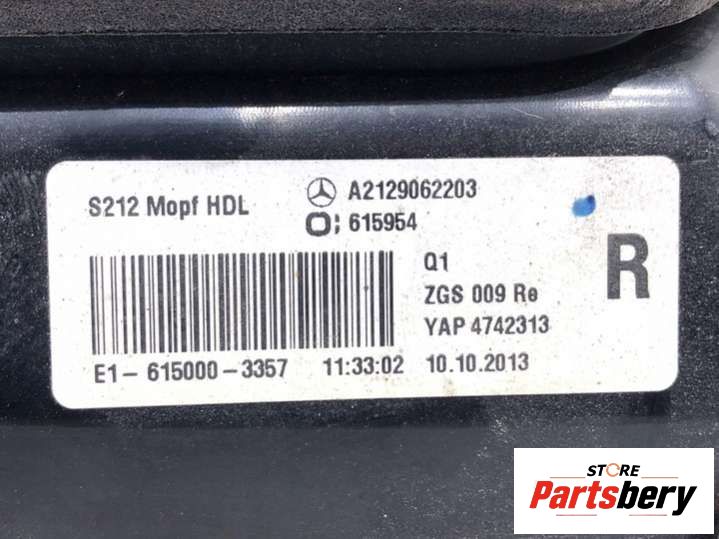 S212 Mopf HDL
A2129062203
615954
Q1
R
ZGS 009 Re
YAP 4742313
E1-615000-3357 11:33:02 10.10.2013
STORE
Partsbery